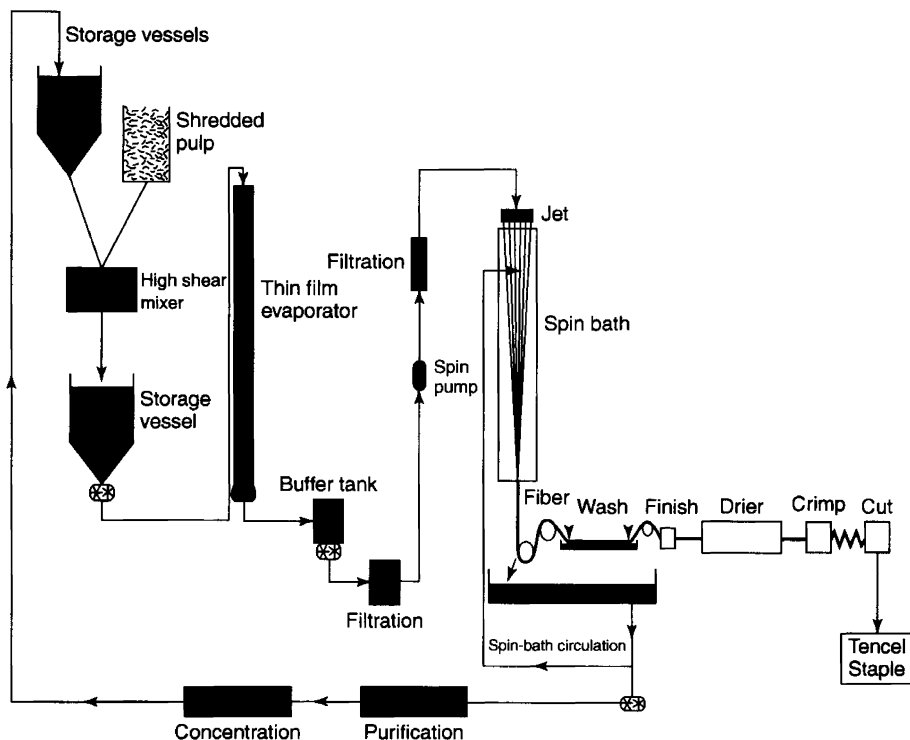 Storage vessels
Shredded
pulp
High shear
mixer
Storage
vessel
Thin film
evaporator
Buffer tank
Filtration
Filtration
Spin
pump
Jet
Spin bath
Fiber
Wash
Finish
Drier
Crimp
Cut
Tencel
Staple
Spin-bath circulation
Purification
Concentration